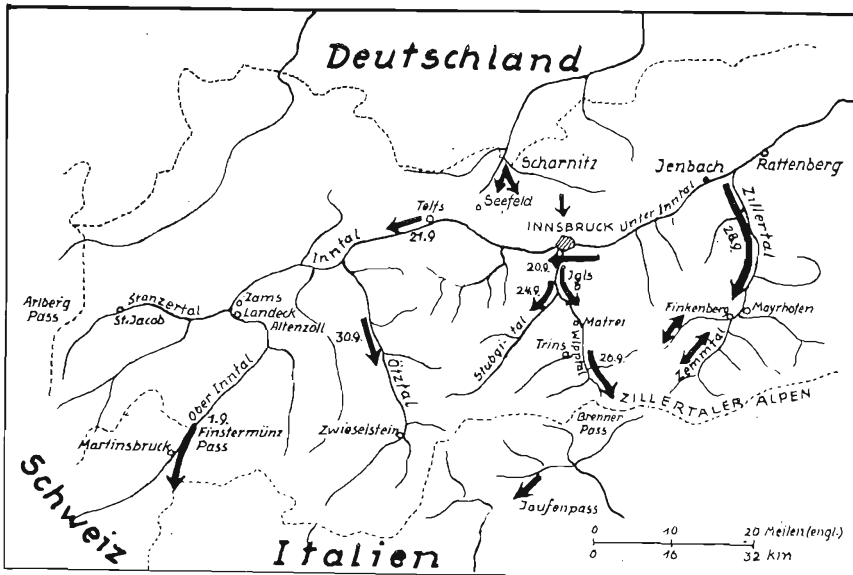 Deutschland
Scharnitz
Seefeld
Jenbach
Rattenberg
Telfs
21.9
INNSBRUCK
Unter Inntal
Zillertal
28.9.
Inntal
20.9.
Igls
24.9.
Arlberg
Pass
Stanzertal
St.Jacob
Zams
Landeck
Altenzoll
30.9.
Ötztal
Stubaital
Matrei
Trins
Wipptal
26.9.
Finkenberg
Mayrhofen
Zemmtal
ZILLERTALER ALPEN
Ober Inntal
1.9.
Finstermünz
Pass
Martinsbruck
Zwieselstein
Brenner
Pass
Jaufenpass
Schweiz
Italien
0 10 20 Meilen (engl.)
0 16 32 km